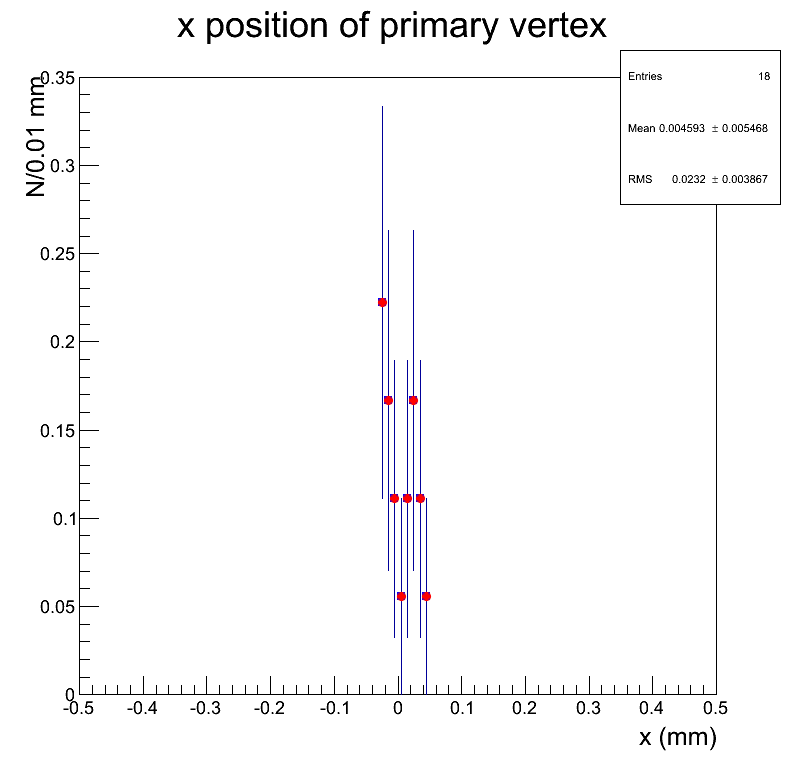 x position of primary vertex
Entries 18
Mean 0.004593 ± 0.005468
RMS 0.0232 ± 0.003867
N/0.01 mm
0.35
0.3
0.25
0.2
0.15
0.1
0.05
0
-0.5 -0.4 -0.3 -0.2 -0.1 0 0.1 0.2 0.3 0.4 0.5
x (mm)